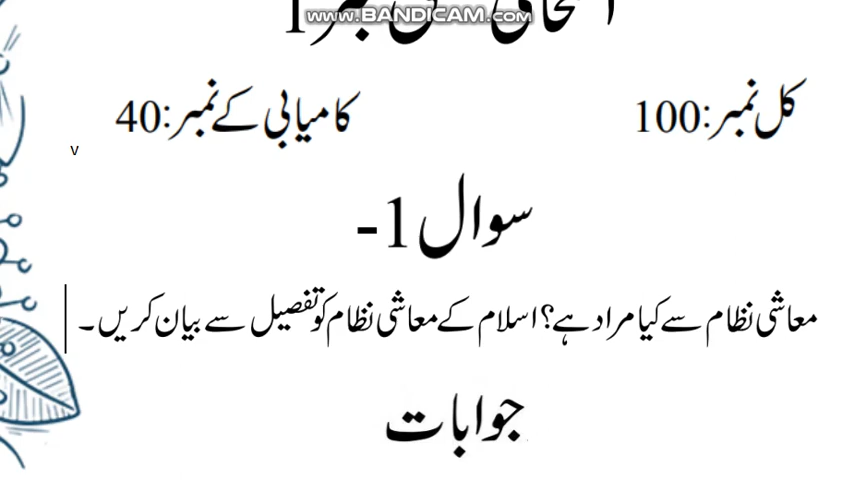 www.BANDICAM.com
کل نمبر:100 کامیابی کے نمبر:40
v
سوال 1-
معاشی نظام سے کیا مراد ہے؟ اسلام کے معاشی نظام کو تفصیل سے بیان کریں۔
جوابات